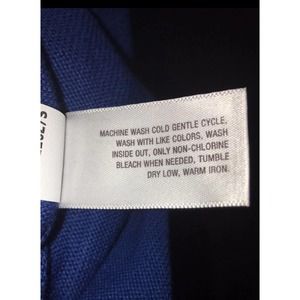 MACHINE WASH COLD GENTLE CYCLE,
WASH WITH LIKE COLORS, WASH
INSIDE OUT, ONLY NON-CHLORINE
BLEACH WHEN NEEDED, TUMBLE
DRY LOW, WARM IRON.